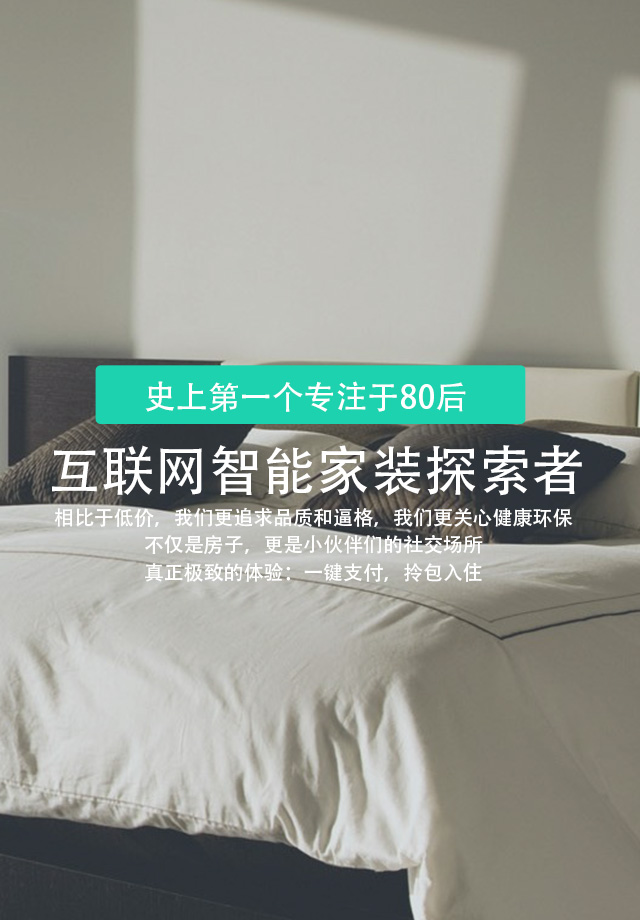 史上第一个专注于80后
互联网智能家装探索者
相比于低价，我们更追求品质和逼格，我们更关心健康环保
不仅是房子，更是小伙伴们的社交场所
真正极致的体验：一键支付，拎包入住